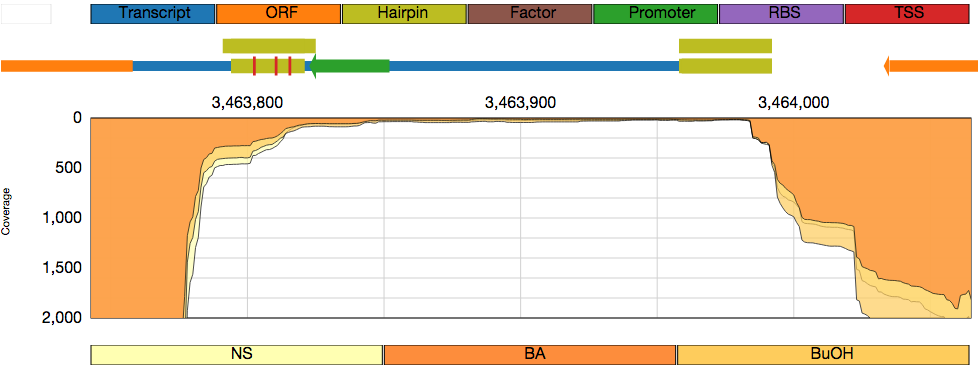 Transcript ORF Hairpin Factor Promoter RBS TSS
3,463,800 3,463,900 3,464,000
0
500
1,000
1,500
2,000
Coverage
NS BA BuOH